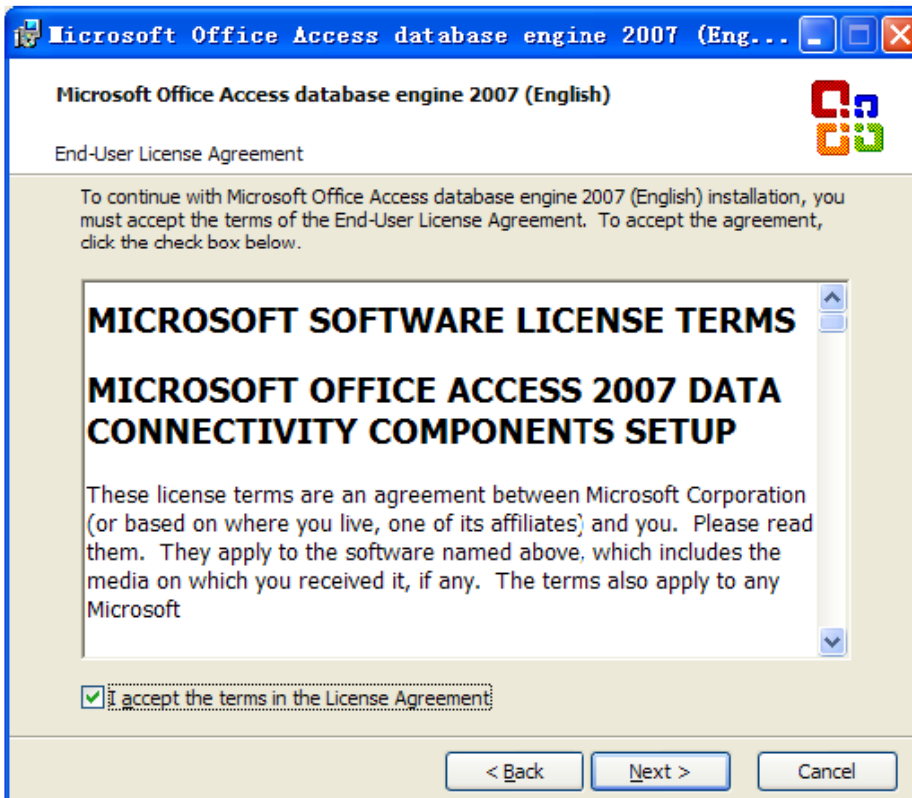 Microsoft Office Access database engine 2007 (Eng...
Microsoft Office Access database engine 2007 (English)
End-User License Agreement
To continue with Microsoft Office Access database engine 2007 (English) installation, you
must accept the terms of the End-User License Agreement. To accept the agreement,
click the check box below.
MICROSOFT SOFTWARE LICENSE TERMS
MICROSOFT OFFICE ACCESS 2007 DATA
CONNECTIVITY COMPONENTS SETUP
These license terms are an agreement between Microsoft Corporation
(or based on where you live, one of its affiliates) and you. Please read
them. They apply to the software named above, which includes the
media on which you received it, if any. The terms also apply to any
Microsoft
I accept the terms in the License Agreement
< Back Next > Cancel